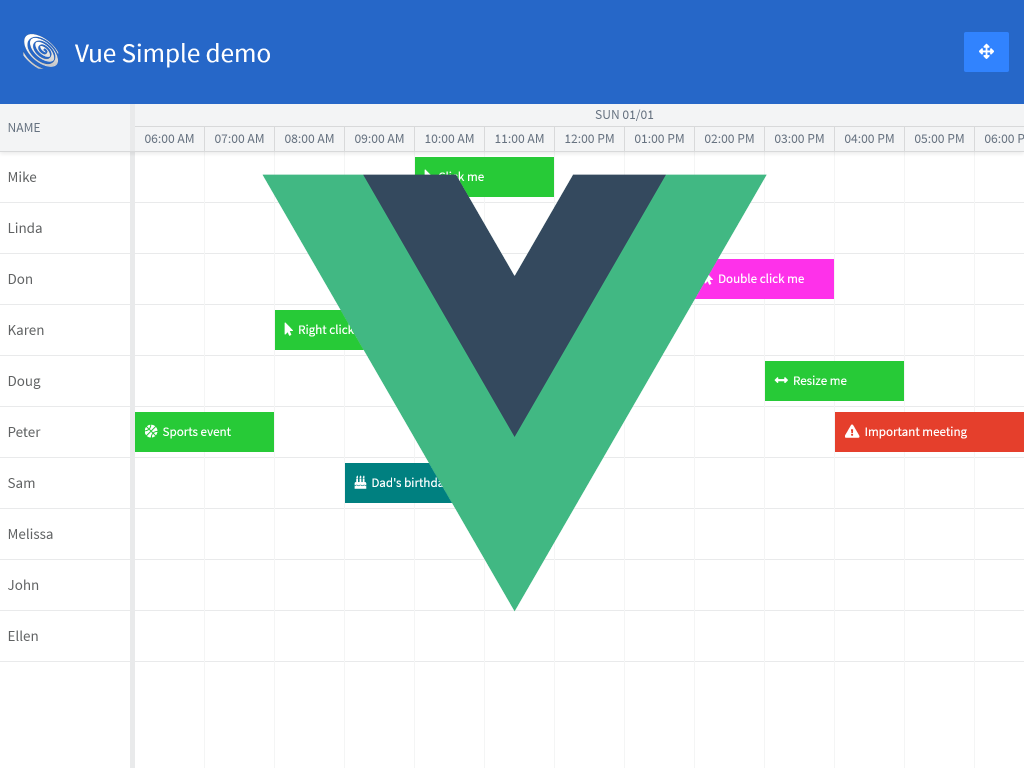 Vue Simple demo
NAME
SUN 01/01
06:00 AM 07:00 AM 08:00 AM 09:00 AM 10:00 AM 11:00 AM 12:00 PM 01:00 PM 02:00 PM 03:00 PM 04:00 PM 05:00 PM 06:00 P
Mike
Click me
Linda
Don
Double click me
Karen
Right click
Doug
Resize me
Peter
Sports event
Important meeting
Sam
Dad's birthda
Melissa
John
Ellen